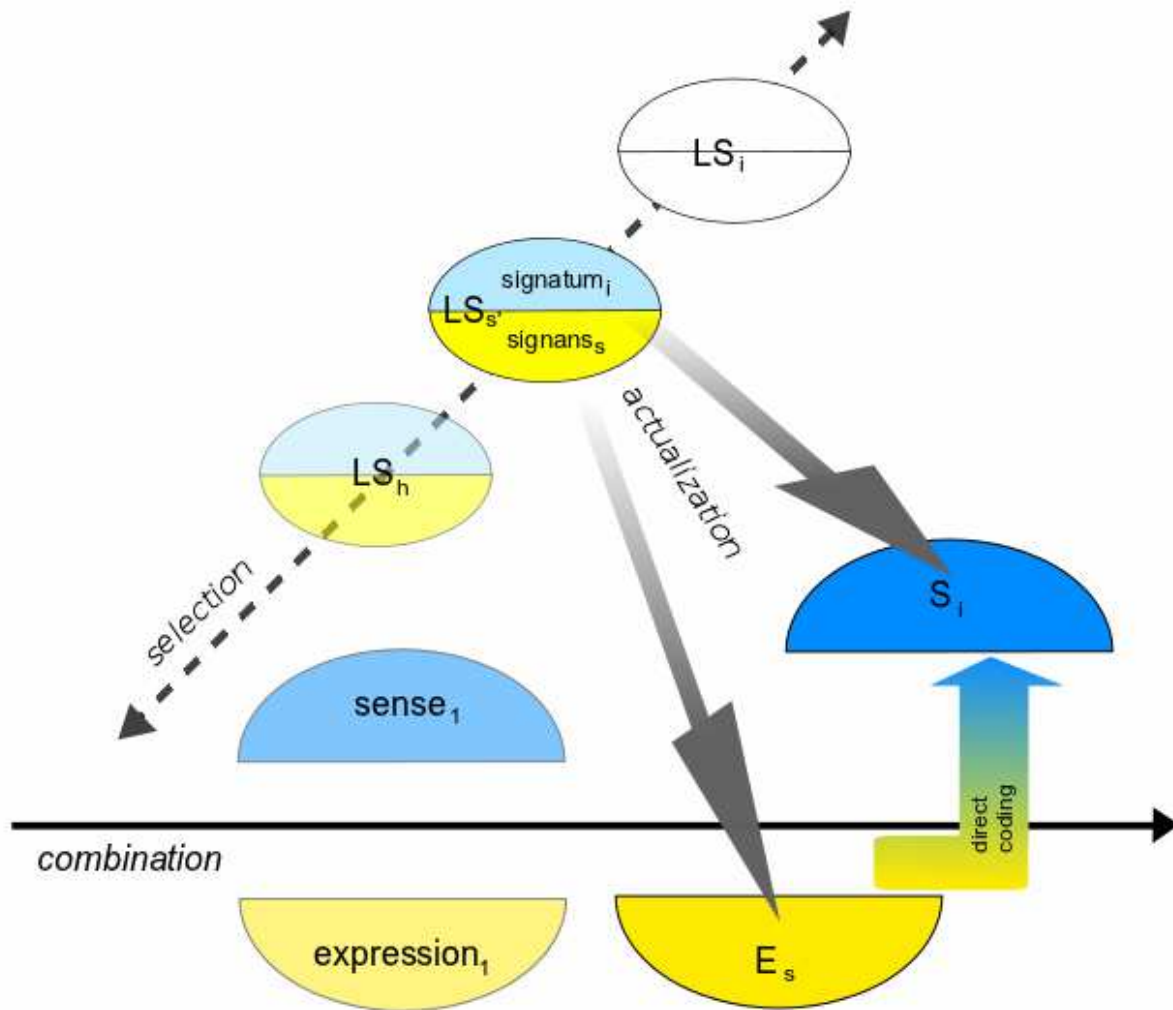 LSᵢ
signatumᵢ
LSₛ'
signansₛ
actualization
LSₕ
selection
Sᵢ
sense₁
direct
coding
combination
expression₁
Eₛ